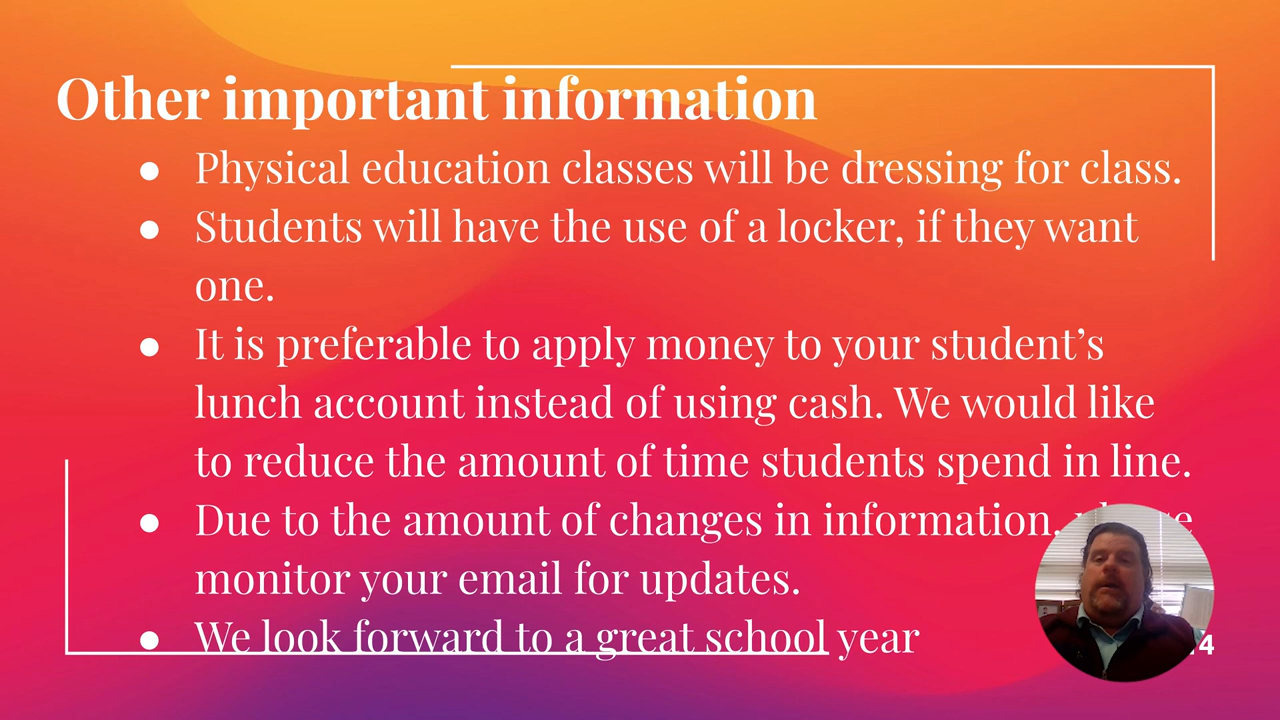 Other important information
● Physical education classes will be dressing for class.
● Students will have the use of a locker, if they want
one.
● It is preferable to apply money to your student’s
lunch account instead of using cash. We would like
to reduce the amount of time students spend in line.
● Due to the amount of changes in information,
monitor your email for updates.
● We look forward to a great school year